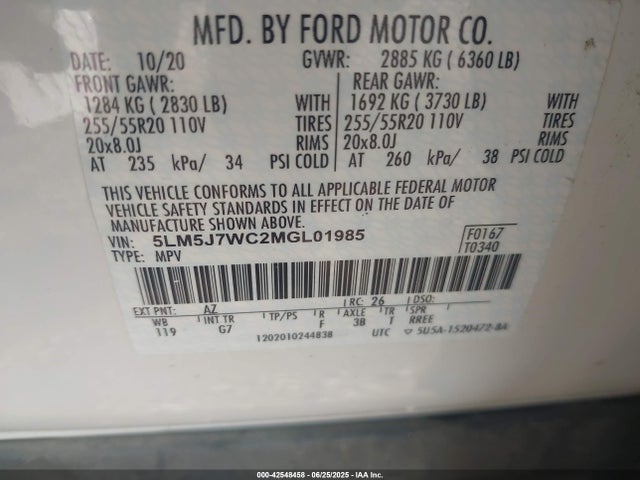 MFD. BY FORD MOTOR CO.
DATE: 10/20 GVWR: 2885 KG ( 6360 LB)
FRONT GAWR: REAR GAWR:
1284 KG ( 2830 LB) WITH 1692 KG ( 3730 LB) WITH
255/55R20 110V TIRES 255/55R20 110V TIRES
20x8.0J RIMS 20x8.0J RIMS
AT 235 kPa/ 34 PSI COLD AT 260 kPa/ 38 PSI COLD
THIS VEHICLE CONFORMS TO ALL APPLICABLE FEDERAL MOTOR
VEHICLE SAFETY STANDARDS IN EFFECT ON THE DATE OF
MANUFACTURE SHOWN ABOVE.
VIN: 5LM5J7WC2MGL01985 F0167
TYPE: MPV T0340
EXT PNT: AZ RC: 26 DSO:
WB INT TR TP/PS R AXLE TR SPR
119 G7 F 3B T RREE
1202010244838 UTC 5U5A-1520472-8A
000-42548458 - 06/25/2025 - IAA Inc.